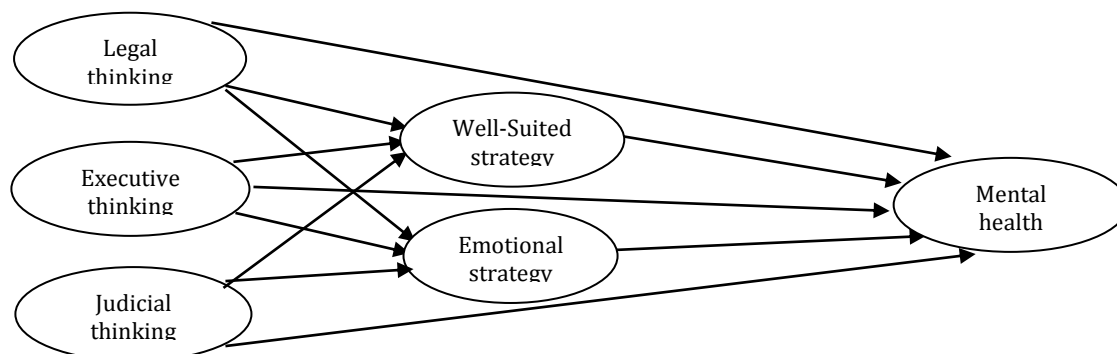 Legal
thinking
Well-Suited
strategy
Executive
thinking
Mental
health
Emotional
strategy
Judicial
thinking